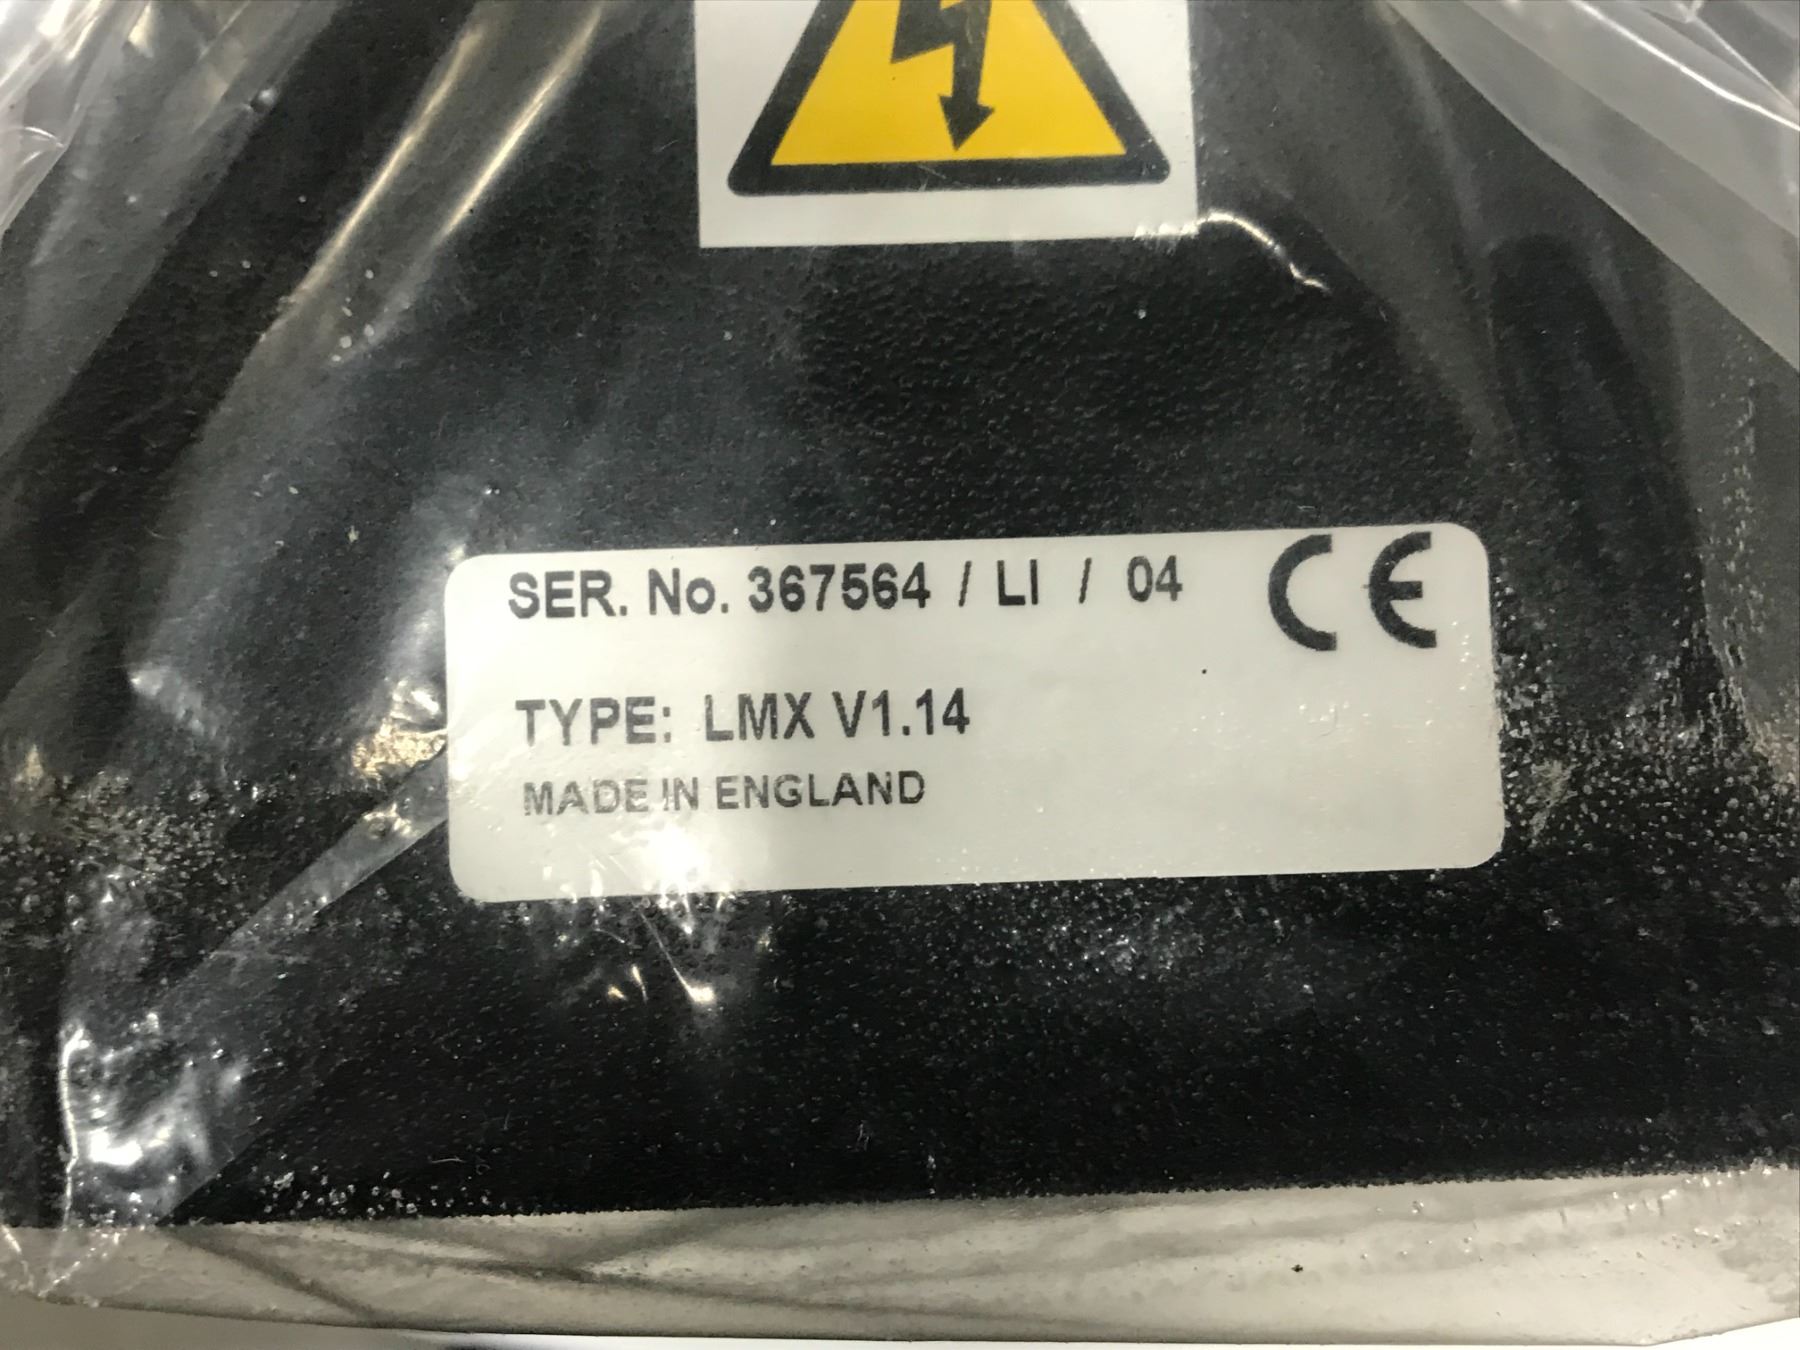 SER. No. 367564 / LI / 04 CE
TYPE: LMX V1.14
MADE IN ENGLAND